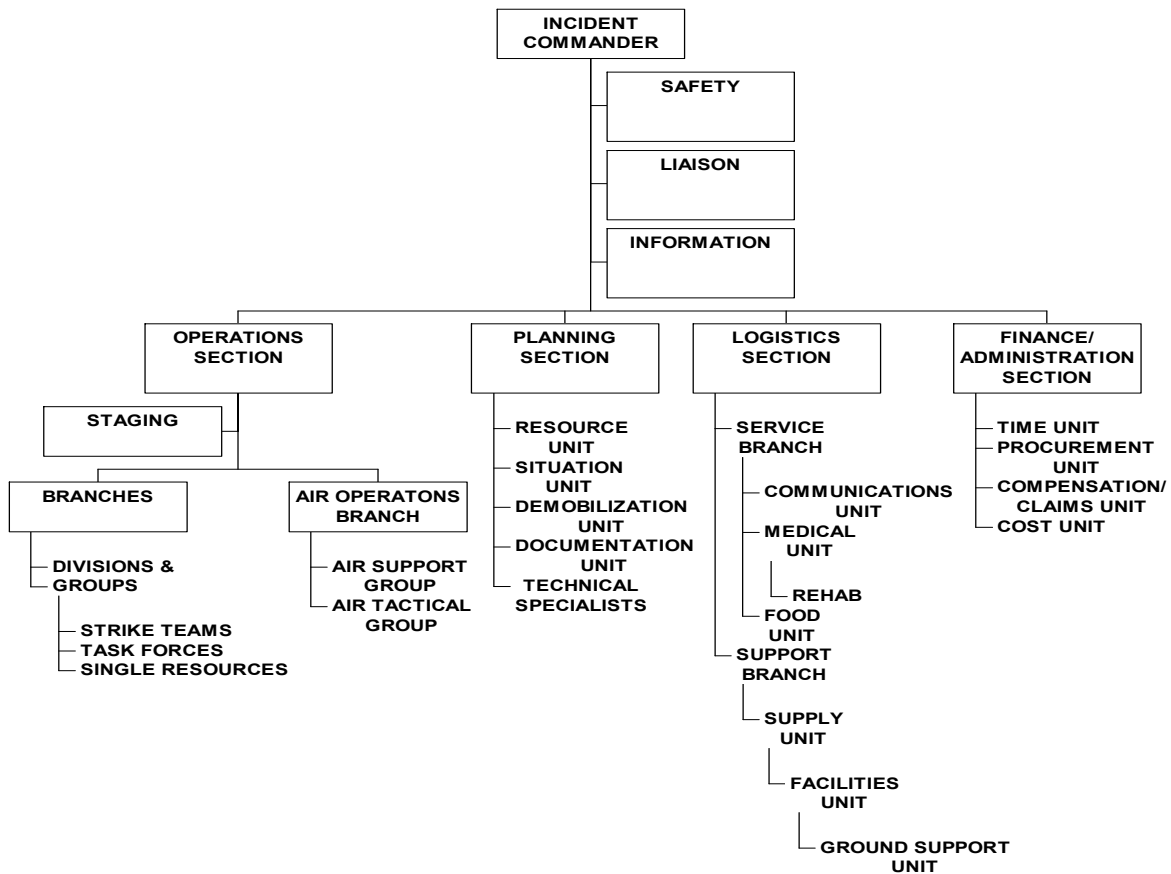 INCIDENT
COMMANDER
SAFETY
LIAISON
INFORMATION
OPERATIONS
SECTION
PLANNING
SECTION
LOGISTICS
SECTION
FINANCE/
ADMINISTRATION
SECTION
STAGING
BRANCHES
AIR OPERATONS
BRANCH
DIVISIONS &
GROUPS
STRIKE TEAMS
TASK FORCES
SINGLE RESOURCES
AIR SUPPORT
GROUP
AIR TACTICAL
GROUP
RESOURCE
UNIT
SITUATION
UNIT
DEMOBILIZATION
UNIT
DOCUMENTATION
UNIT
TECHNICAL
SPECIALISTS
SERVICE
BRANCH
COMMUNICATIONS
UNIT
MEDICAL
UNIT
REHAB
FOOD
UNIT
SUPPORT
BRANCH
SUPPLY
UNIT
FACILITIES
UNIT
GROUND SUPPORT
UNIT
TIME UNIT
PROCUREMENT
UNIT
COMPENSATION/
CLAIMS UNIT
COST UNIT